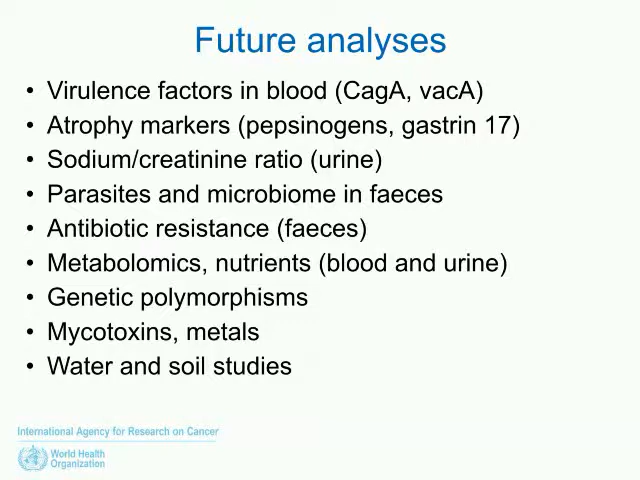 Future analyses
• Virulence factors in blood (CagA, vacA)
• Atrophy markers (pepsinogens, gastrin 17)
• Sodium/creatinine ratio (urine)
• Parasites and microbiome in faeces
• Antibiotic resistance (faeces)
• Metabolomics, nutrients (blood and urine)
• Genetic polymorphisms
• Mycotoxins, metals
• Water and soil studies
International Agency for Research on Cancer
World Health
Organization